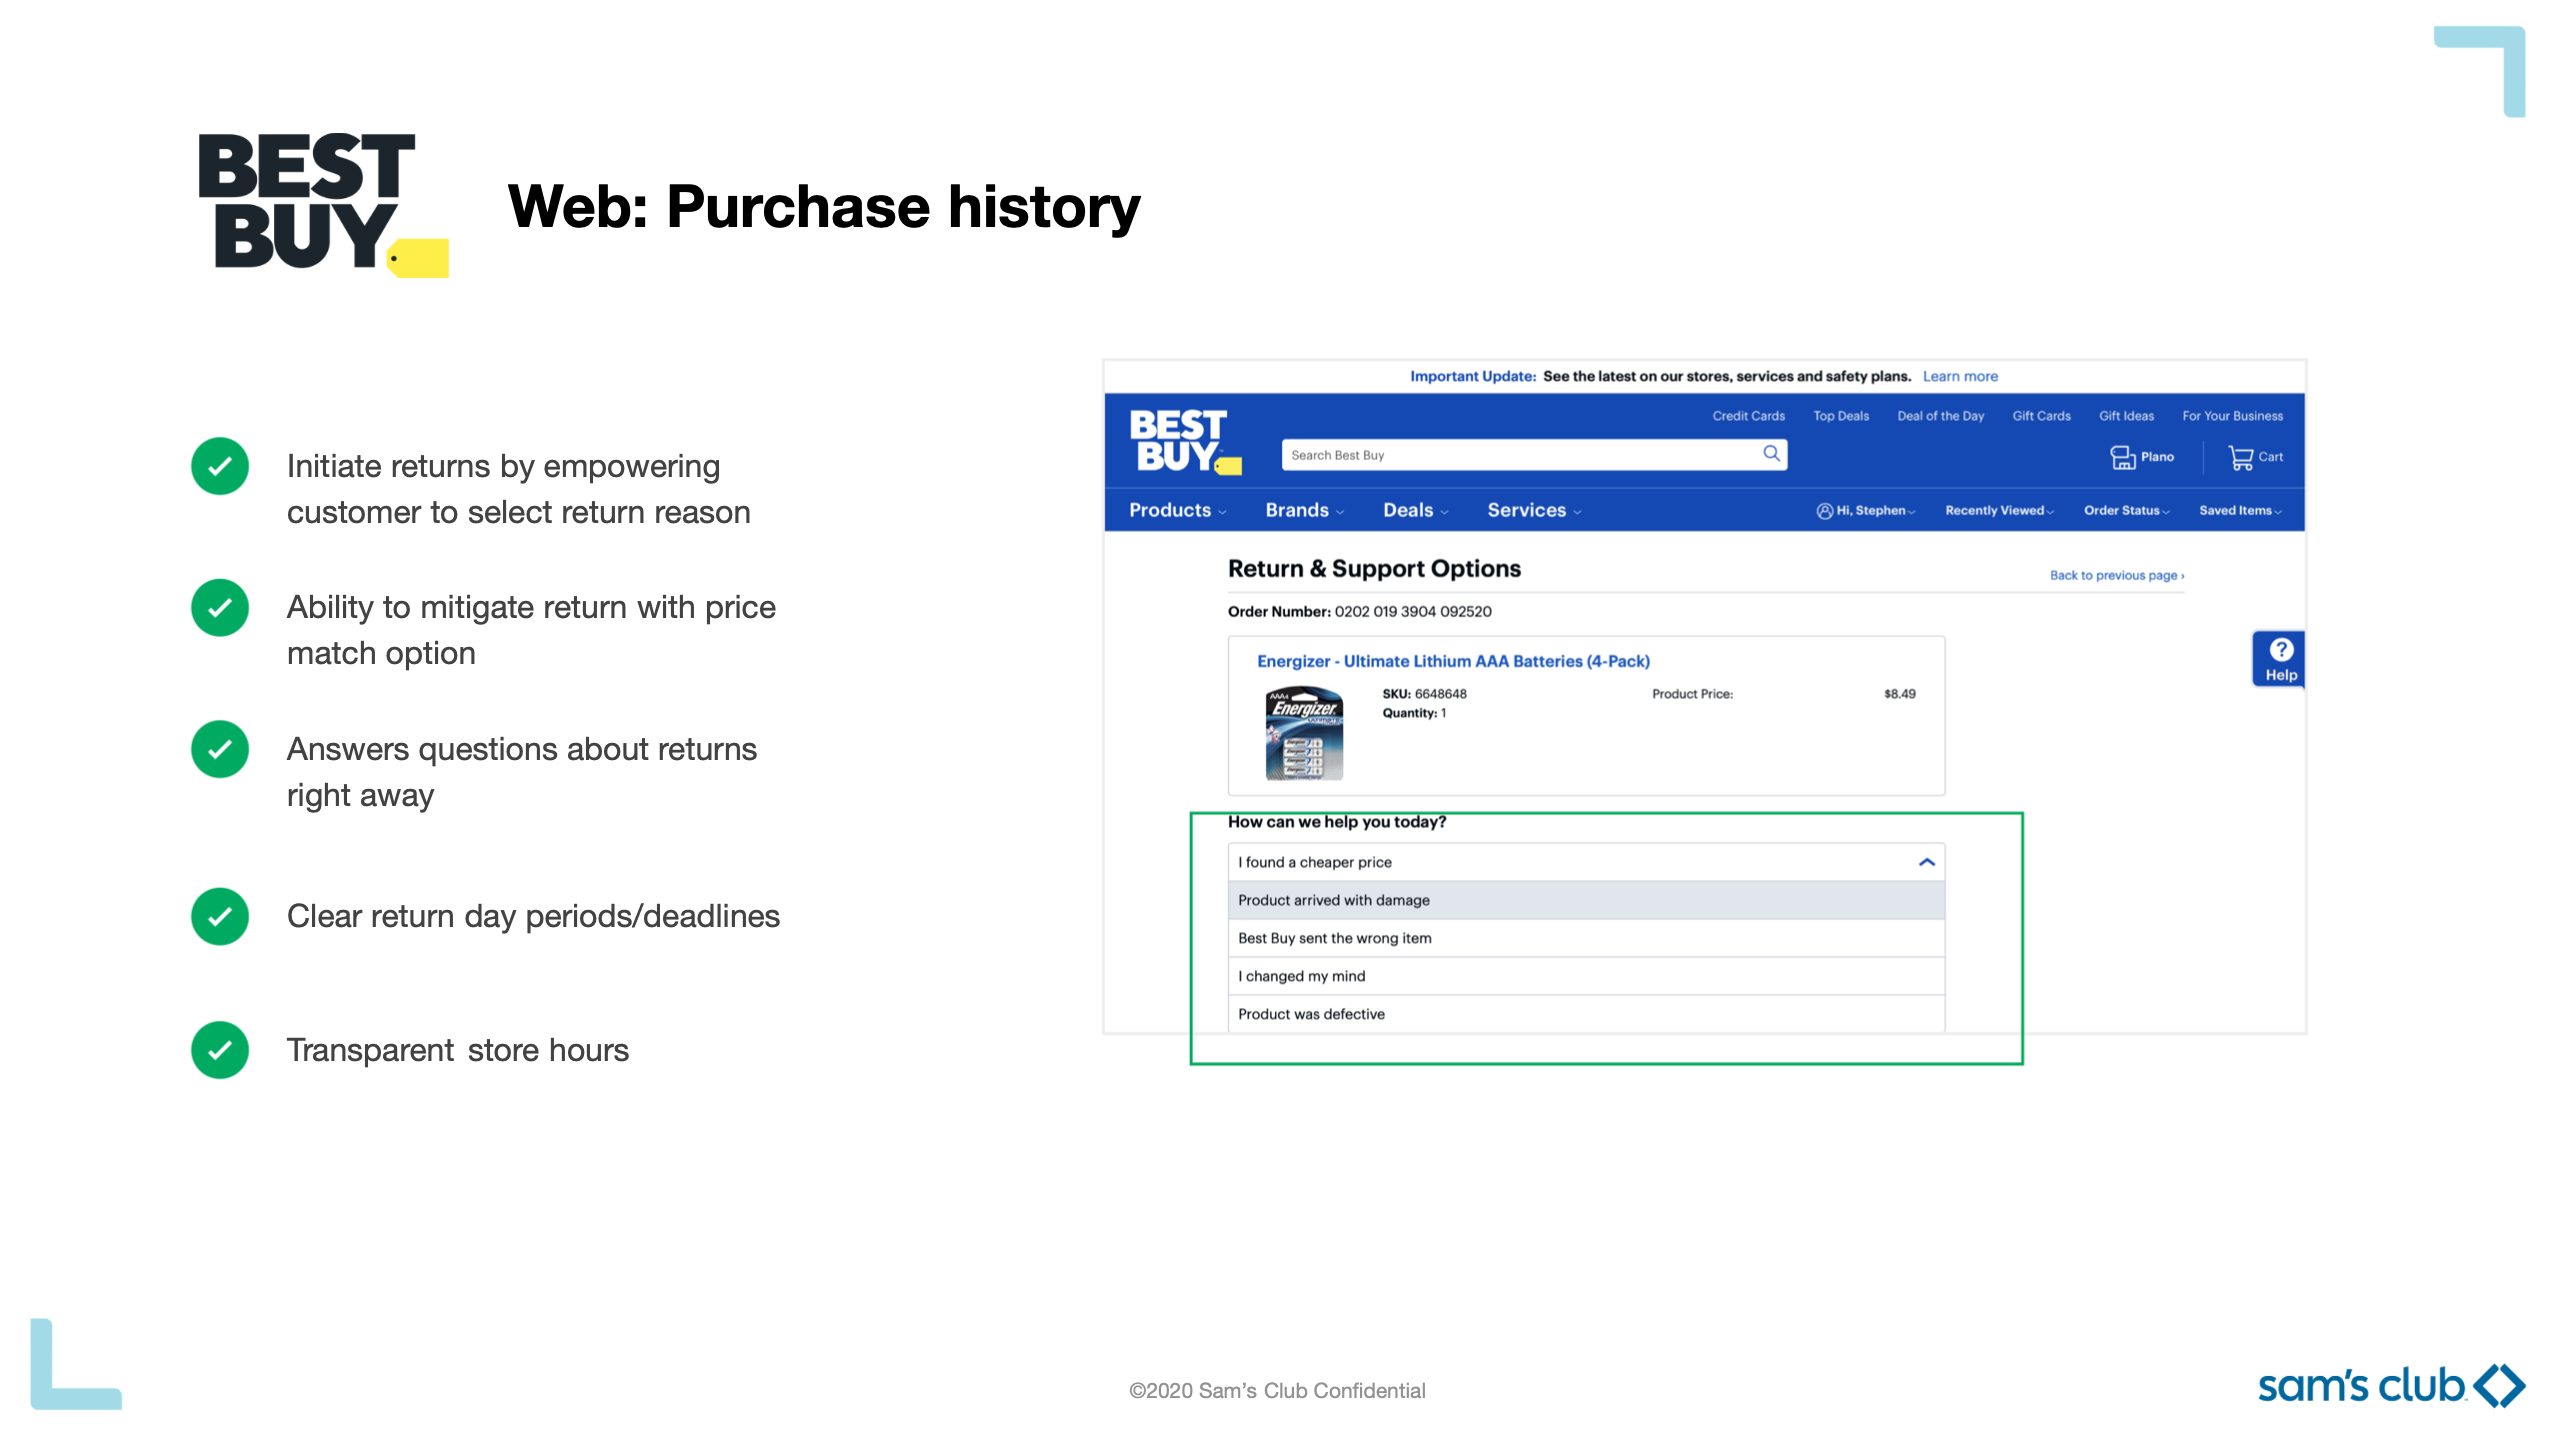 BEST
BUY
Web: Purchase history
Initiate returns by empowering
customer to select return reason
Ability to mitigate return with price
match option
Answers questions about returns
right away
Clear return day periods/deadlines
Transparent store hours
Important Update: See the latest on our stores, services and safety plans. Learn more
Credit Cards Top Deals Deal of the Day Gift Cards Gift Ideas For Your Business
BEST
BUY
Search Best Buy
Plano Cart
Products Brands Deals Services Hi, Stephen Recently Viewed Order Status Saved Items
Return & Support Options
Back to previous page ›
Order Number: 0202 019 3904 092520
Energizer - Ultimate Lithium AAA Batteries (4-Pack)
AAA4
Energizer
SKU: 6648648 Product Price: $8.49
Quantity: 1
?
Help
How can we help you today?
I found a cheaper price
Product arrived with damage
Best Buy sent the wrong item
I changed my mind
Product was defective
©2020 Sam's Club Confidential
sam's club